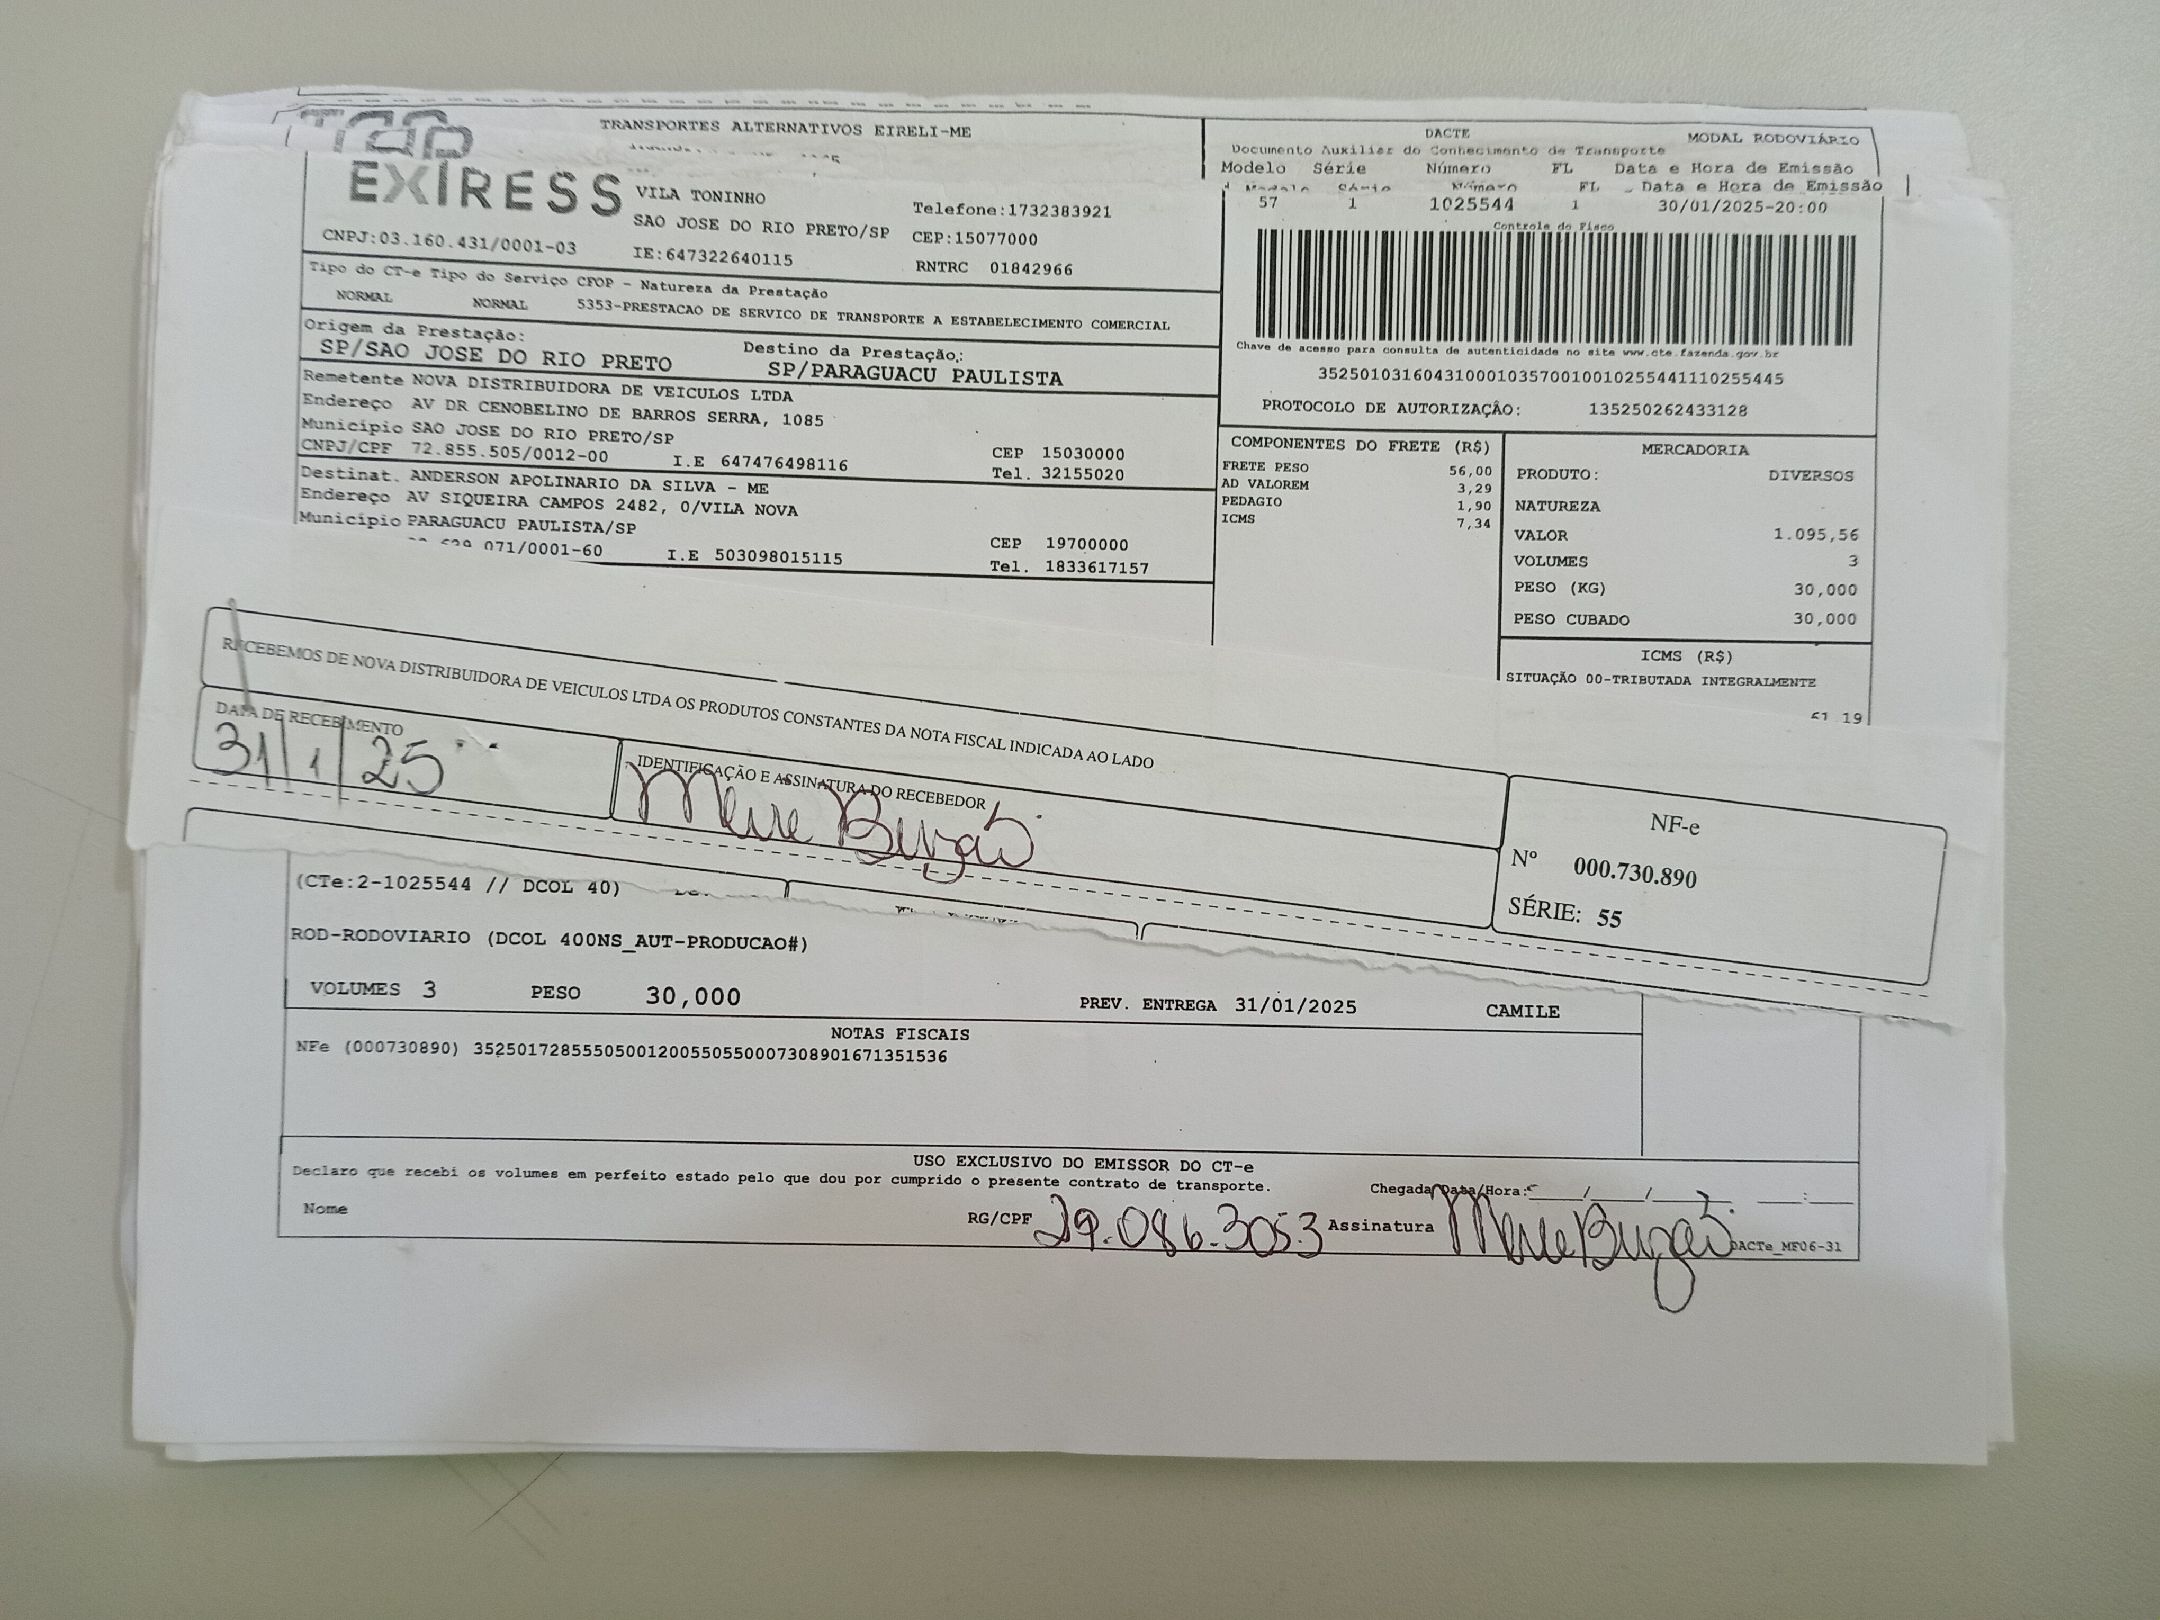 TRANSPORTES ALTERNATIVOS EIRELI-ME
EXIRESS
VILA TONINHO
SAO JOSE DO RIO PRETO/SP
Telefone:1732383921
CEP:15077000
CNPJ:03.160.431/0001-03
IE:647322640115
RNTRC 01842966
DACTE
MODAL RODOVIÁRIO
Documento Auxiliar do Conhecimento de Transporte
Modelo Série Número FL Data e Hora de Emissão
Modelo Série Número FL Data e Hora de Emissão
57 1 1025544 1 30/01/2025-20:00
Controle do Fisco
Chave de acesso para consulta de autenticidade no site www.cte.fazenda.gov.br
35250103160431000103570010010255441110255445
PROTOCOLO DE AUTORIZAÇÂO: 135250262433128
Tipo do CT-e Tipo do Serviço CFOP - Natureza da Prestação
NORMAL NORMAL 5353-PRESTACAO DE SERVICO DE TRANSPORTE A ESTABELECIMENTO COMERCIAL
Origem da Prestação:
SP/SAO JOSE DO RIO PRETO
Destino da Prestação:
SP/PARAGUACU PAULISTA
Remetente NOVA DISTRIBUIDORA DE VEICULOS LTDA
Endereço AV DR CENOBELINO DE BARROS SERRA, 1085
Município SAO JOSE DO RIO PRETO/SP
CEP 15030000
CNPJ/CPF 72.855.505/0012-00 I.E 647476498116 Tel. 32155020
Destinat. ANDERSON APOLINARIO DA SILVA - ME
Endereço AV SIQUEIRA CAMPOS 2482, 0/VILA NOVA
Município PARAGUACU PAULISTA/SP
CEP 19700000
071/0001-60 I.E 503098015115 Tel. 1833617157
COMPONENTES DO FRETE (R$)
FRETE PESO 56,00
AD VALOREM 3,29
PEDAGIO 1,90
ICMS 7,34
MERCADORIA
PRODUTO: DIVERSOS
NATUREZA
VALOR 1.095,56
VOLUMES 3
PESO (KG) 30,000
PESO CUBADO 30,000
ICMS (R$)
SITUAÇÃO 00-TRIBUTADA INTEGRALMENTE
RECEBEMOS DE NOVA DISTRIBUIDORA DE VEICULOS LTDA OS PRODUTOS CONSTANTES DA NOTA FISCAL INDICADA AO LADO
DATA DE RECEBIMENTO
31/1/25
IDENTIFICAÇÃO E ASSINATURA DO RECEBEDOR
NF-e
Nº 000.730.890
SÉRIE: 55
(CTe:2-1025544 // DCOL 40)
ROD-RODOVIARIO (DCOL 400NS_AUT-PRODUCAO#)
VOLUMES 3 PESO 30,000 PREV. ENTREGA 31/01/2025 CAMILE
NOTAS FISCAIS
NFe (000730890) 35250172855505001200550550007308901671351536
USO EXCLUSIVO DO EMISSOR DO CT-e
Declaro que recebi os volumes em perfeito estado pelo que dou por cumprido o presente contrato de transporte.
Chegada Data/Hora: / / :
Nome RG/CPF 29.086.3053 Assinatura
DACTe_MF06-31